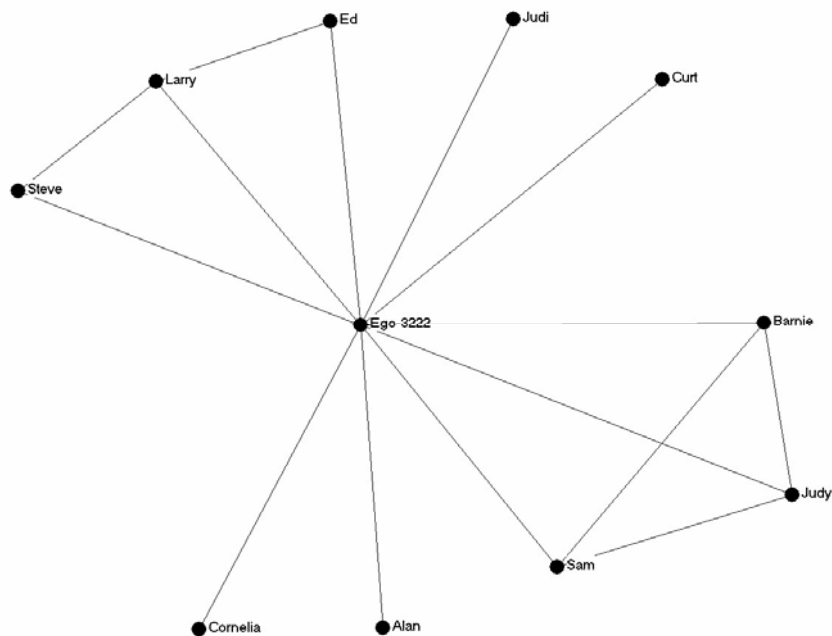 Ed
Judi
Larry
Curt
Steve
Ego 3222
Barnie
Judy
Sam
Cornelia
Alan